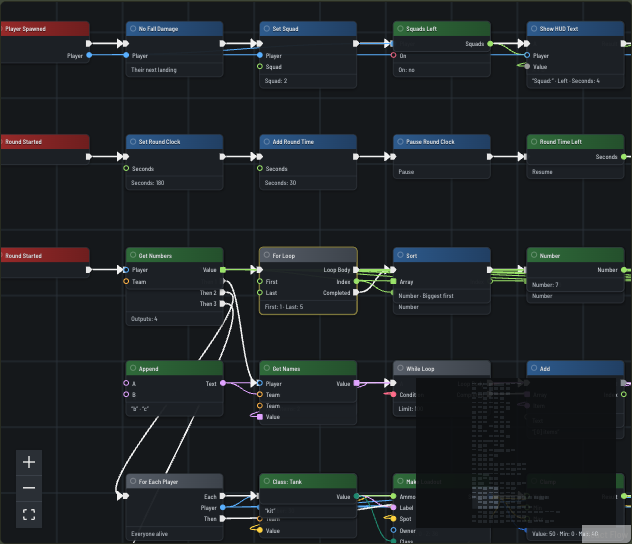 Player Spawned
No Fall Damage
Set Squad
Squads Left
Show HUD Text
Squads
Player
Player
Player
On
Player
Squad
Value
Their next landing
Squad: 2
On: no
"Squad:" · Left · Seconds: 4
Round Started
Set Round Clock
Add Round Time
Pause Round Clock
Round Time Left
Seconds
Seconds
Seconds
Seconds: 180
Seconds: 30
Pause
Resume
Round Started
Get Numbers
For Loop
Sort
Number
Player
Value
Loop Body
Number
Team
First
Index
Array
Number: 7
Then 2
Last
Completed
Number · Biggest first
Number
Then 3
First: 1 · Last: 5
Number
Outputs: 4
Append
Get Names
While Loop
Add
A
Text
Player
Value
B
Team
Team
"b" · "c"
Value
Limit:
For Each Player
Class: Tank
Each
Value
Ammo
Player
"kit"
Label
Then
Team
Spot
Everyone alive
Value
Owner
Class
Value: 50 · Min: 0 · Max: 40